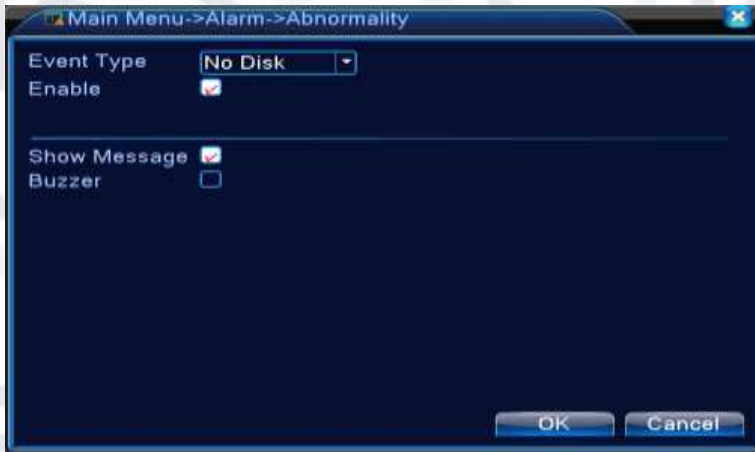 Main Menu->Alarm->Abnormality
Event Type No Disk
Enable
Show Message
Buzzer
OK Cancel